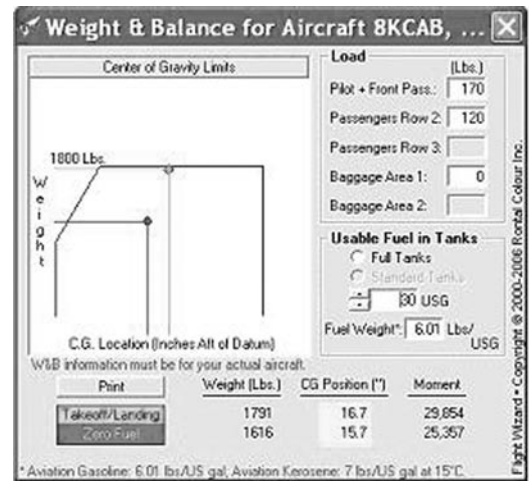 Weight & Balance for Aircraft 8KCAB, ...
Center of Gravity Limits
1800 Lbs.
Weight
C.G. Location (Inches Aft of Datum)
W&B information must be for your actual aircraft.
Load
(Lbs.)
Pilot + Front Pass.: 170
Passengers Row 2: 120
Passengers Row 3:
Baggage Area 1: 0
Baggage Area 2:
Usable Fuel in Tanks
Full Tanks
Standard Tanks
30 USG
Fuel Weight*: 6.01 Lbs/
USG
Print Weight (Lbs.) CG Position (") Moment
Takeoff/Landing 1791 16.7 29,854
Zero Fuel 1616 15.7 25,357
* Aviation Gasoline: 6.01 lbs/US gal; Aviation Kerosene: 7 lbs/US gal at 15°C.
Flight Wizard • Copyright © 2000-2006 Rontal Colour Inc.